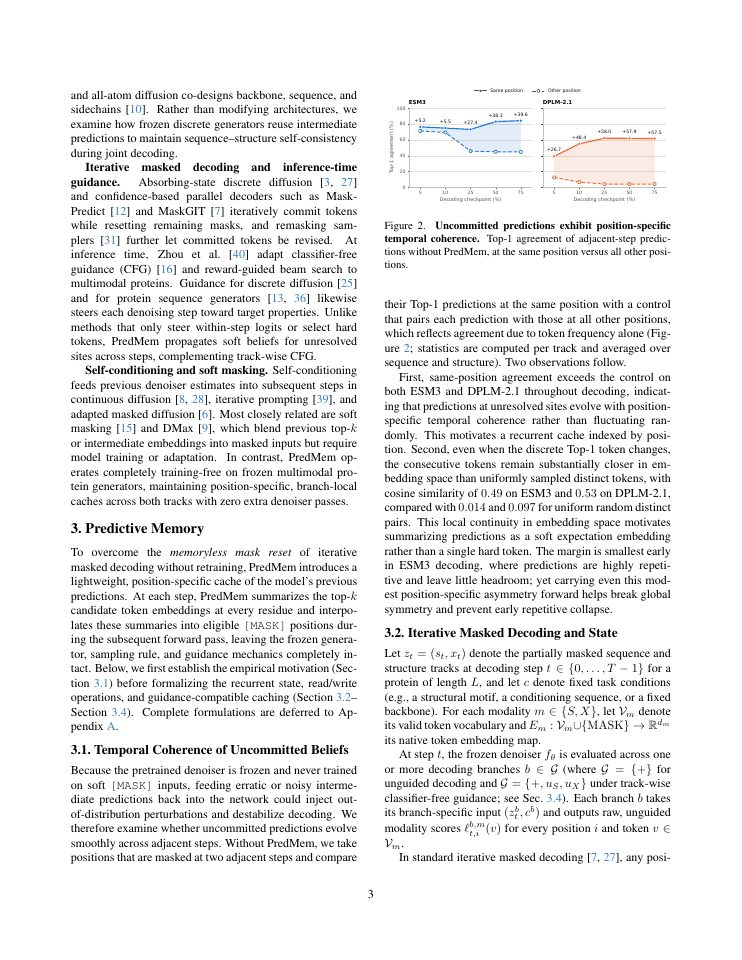 and all-atom diffusion co-designs backbone, sequence, and
sidechains [10]. Rather than modifying architectures, we
examine how frozen discrete generators reuse intermediate
predictions to maintain sequence–structure self-consistency
during joint decoding.
Iterative masked decoding and inference-time
guidance. Absorbing-state discrete diffusion [3, 27]
and confidence-based parallel decoders such as Mask-
Predict [12] and MaskGIT [7] iteratively commit tokens
while resetting remaining masks, and remasking sam-
plers [31] further let committed tokens be revised. At
inference time, Zhou et al. [40] adapt classifier-free
guidance (CFG) [16] and reward-guided beam search to
multimodal proteins. Guidance for discrete diffusion [25]
and for protein sequence generators [13, 36] likewise
steers each denoising step toward target properties. Unlike
methods that only steer within-step logits or select hard
tokens, PredMem propagates soft beliefs for unresolved
sites across steps, complementing track-wise CFG.
Self-conditioning and soft masking. Self-conditioning
feeds previous denoiser estimates into subsequent steps in
continuous diffusion [8, 28], iterative prompting [39], and
adapted masked diffusion [6]. Most closely related are soft
masking [15] and DMax [9], which blend previous top-k
or intermediate embeddings into masked inputs but require
model training or adaptation. In contrast, PredMem op-
erates completely training-free on frozen multimodal pro-
tein generators, maintaining position-specific, branch-local
caches across both tracks with zero extra denoiser passes.
3. Predictive Memory
To overcome the memoryless mask reset of iterative
masked decoding without retraining, PredMem introduces a
lightweight, position-specific cache of the model's previous
predictions. At each step, PredMem summarizes the top-k
candidate token embeddings at every residue and interpo-
lates these summaries into eligible [MASK] positions dur-
ing the subsequent forward pass, leaving the frozen genera-
tor, sampling rule, and guidance mechanics completely in-
tact. Below, we first establish the empirical motivation (Sec-
tion 3.1) before formalizing the recurrent state, read/write
operations, and guidance-compatible caching (Section 3.2–
Section 3.4). Complete formulations are deferred to Ap-
pendix A.
3.1. Temporal Coherence of Uncommitted Beliefs
Because the pretrained denoiser is frozen and never trained
on soft [MASK] inputs, feeding erratic or noisy interme-
diate predictions back into the network could inject out-
of-distribution perturbations and destabilize decoding. We
therefore examine whether uncommitted predictions evolve
smoothly across adjacent steps. Without PredMem, we take
positions that are masked at two adjacent steps and compare
Same position Other position
ESM3
Top-1 agreement (%)
100
80
60
40
20
0
+5.2 +5.5 +27.4 +38.3 +39.6
5 10 25 50 75
Decoding checkpoint (%)
DPLM-2.1
+26.7 +48.4 +58.0 +57.9 +57.5
5 10 25 50 75
Decoding checkpoint (%)
Figure 2. Uncommitted predictions exhibit position-specific
temporal coherence. Top-1 agreement of adjacent-step predic-
tions without PredMem, at the same position versus all other posi-
tions.
their Top-1 predictions at the same position with a control
that pairs each prediction with those at all other positions,
which reflects agreement due to token frequency alone (Fig-
ure 2; statistics are computed per track and averaged over
sequence and structure). Two observations follow.
First, same-position agreement exceeds the control on
both ESM3 and DPLM-2.1 throughout decoding, indicat-
ing that predictions at unresolved sites evolve with position-
specific temporal coherence rather than fluctuating ran-
domly. This motivates a recurrent cache indexed by posi-
tion. Second, even when the discrete Top-1 token changes,
the consecutive tokens remain substantially closer in em-
bedding space than uniformly sampled distinct tokens, with
cosine similarity of 0.49 on ESM3 and 0.53 on DPLM-2.1,
compared with 0.014 and 0.097 for uniform random distinct
pairs. This local continuity in embedding space motivates
summarizing predictions as a soft expectation embedding
rather than a single hard token. The margin is smallest early
in ESM3 decoding, where predictions are highly repeti-
tive and leave little headroom; yet carrying even this mod-
est position-specific asymmetry forward helps break global
symmetry and prevent early repetitive collapse.
3.2. Iterative Masked Decoding and State
Let z_t = (s_t, x_t) denote the partially masked sequence and
structure tracks at decoding step t ∈ {0, . . . , T − 1} for a
protein of length L, and let c denote fixed task conditions
(e.g., a structural motif, a conditioning sequence, or a fixed
backbone). For each modality m ∈ {S, X}, let V_m denote
its valid token vocabulary and E_m : V_m∪{MASK} → ℝ^{d_m}
its native token embedding map.
At step t, the frozen denoiser f_θ is evaluated across one
or more decoding branches b ∈ G (where G = {+} for
unguided decoding and G = {+, u_S, u_X} under track-wise
classifier-free guidance; see Sec. 3.4). Each branch b takes
its branch-specific input (z_t^b, c^b) and outputs raw, unguided
modality scores ℓ_{t,i}^{b,m}(v) for every position i and token v ∈
V_m.
In standard iterative masked decoding [7, 27], any posi-
3